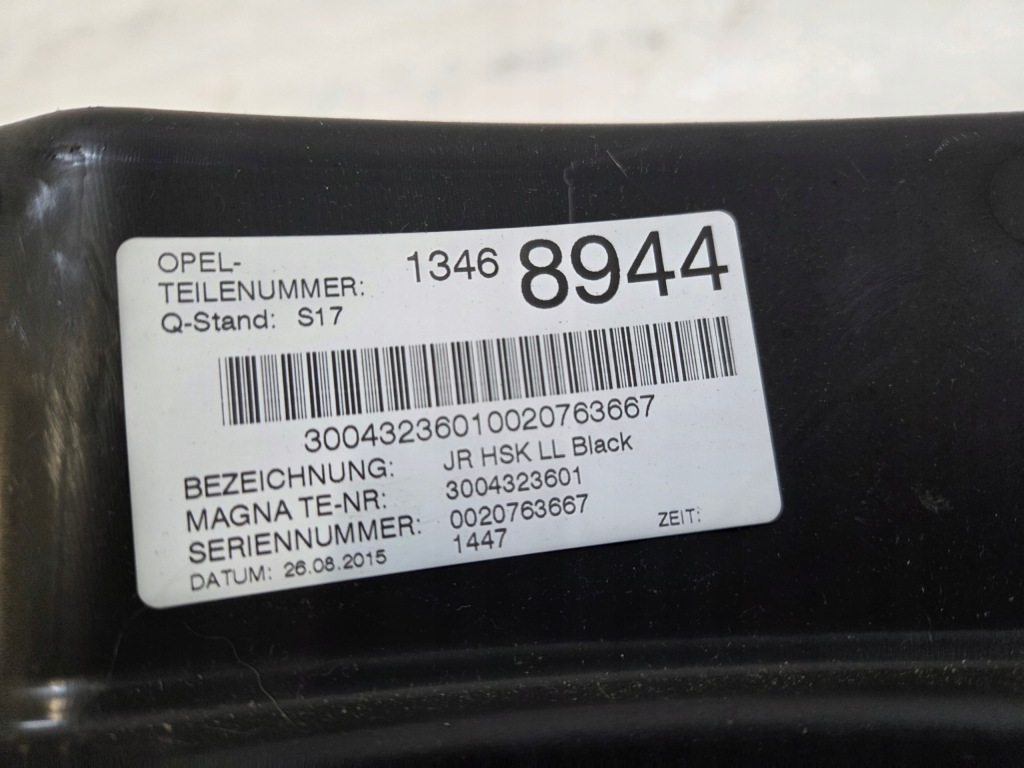 OPEL-
TEILENUMMER: 1346 8944
Q-Stand: S17
30043236010020763667
BEZEICHNUNG: JR HSK LL Black
MAGNA TE-NR: 3004323601
SERIENNUMMER: 0020763667
DATUM: 26.08.2015 1447 ZEIT: